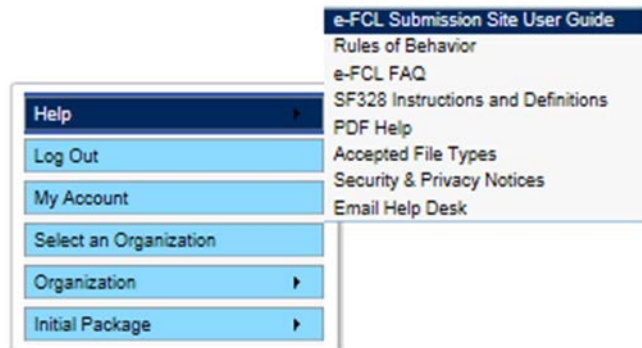 Help
Log Out
My Account
Select an Organization
Organization
Initial Package
e-FCL Submission Site User Guide
Rules of Behavior
e-FCL FAQ
SF328 Instructions and Definitions
PDF Help
Accepted File Types
Security & Privacy Notices
Email Help Desk